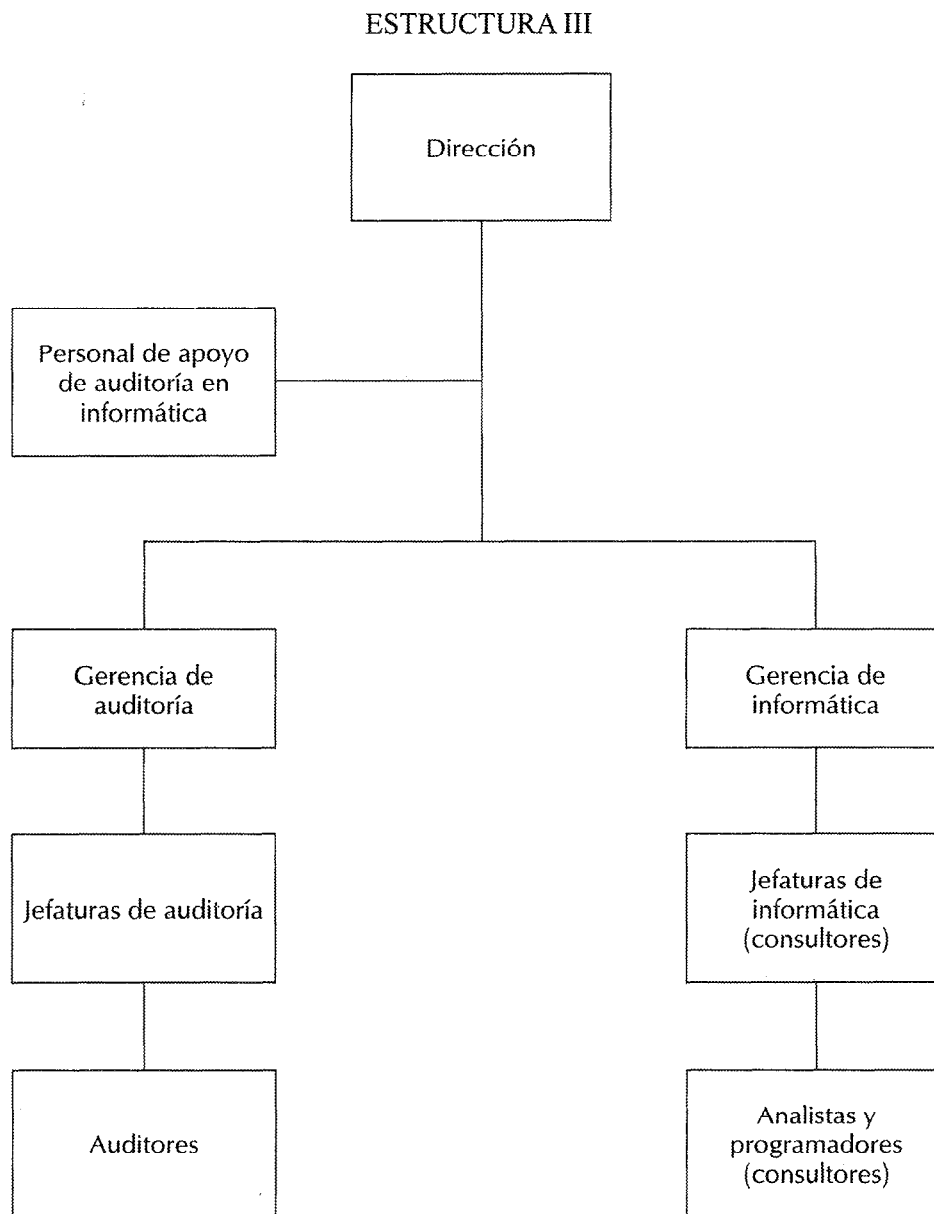 ESTRUCTURA III
Dirección
Personal de apoyo
de auditoría en
informática
Gerencia de
auditoría
Gerencia de
informática
Jefaturas de auditoría
Jefaturas de
informática
(consultores)
Auditores
Analistas y
programadores
(consultores)